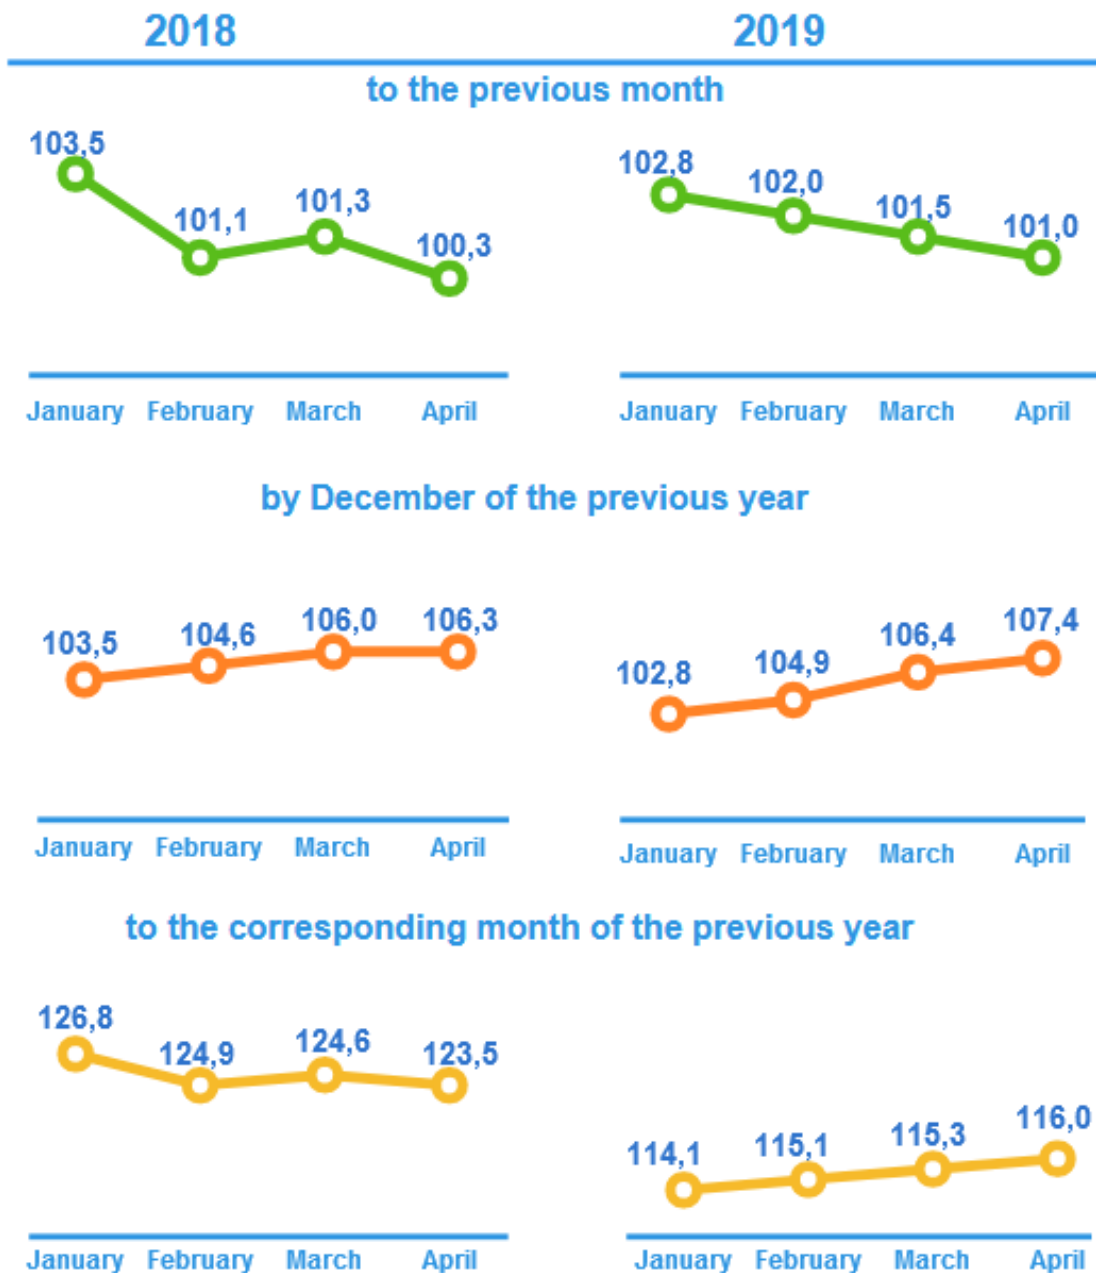 2018 2019
to the previous month
103,5 101,1 101,3 100,3 102,8 102,0 101,5 101,0
January February March April January February March April
by December of the previous year
103,5 104,6 106,0 106,3 102,8 104,9 106,4 107,4
January February March April January February March April
to the corresponding month of the previous year
126,8 124,9 124,6 123,5 114,1 115,1 115,3 116,0
January February March April January February March April